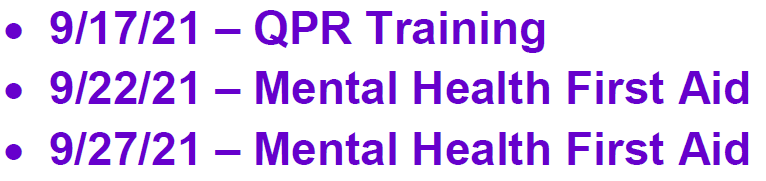 • 9/17/21 – QPR Training
• 9/22/21 – Mental Health First Aid
• 9/27/21 – Mental Health First Aid